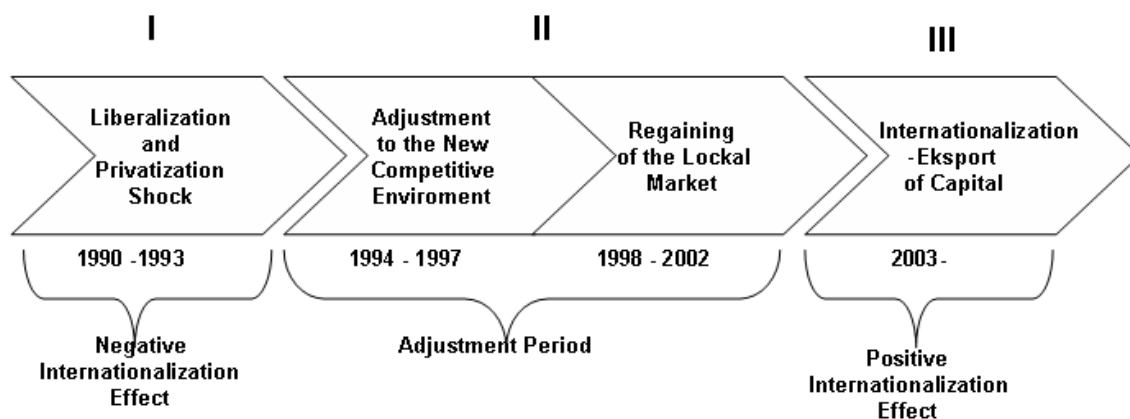 I
II
III
Liberalization
and
Privatization
Shock
Adjustment
to the New
Competitive
Enviroment
Regaining
of the Lockal
Market
Internationalization
- Eksport
of Capital
1990 - 1993
1994 - 1997
1998 - 2002
2003-
Negative
Internationalization
Effect
Adjustment Period
Positive
Internationalization
Effect